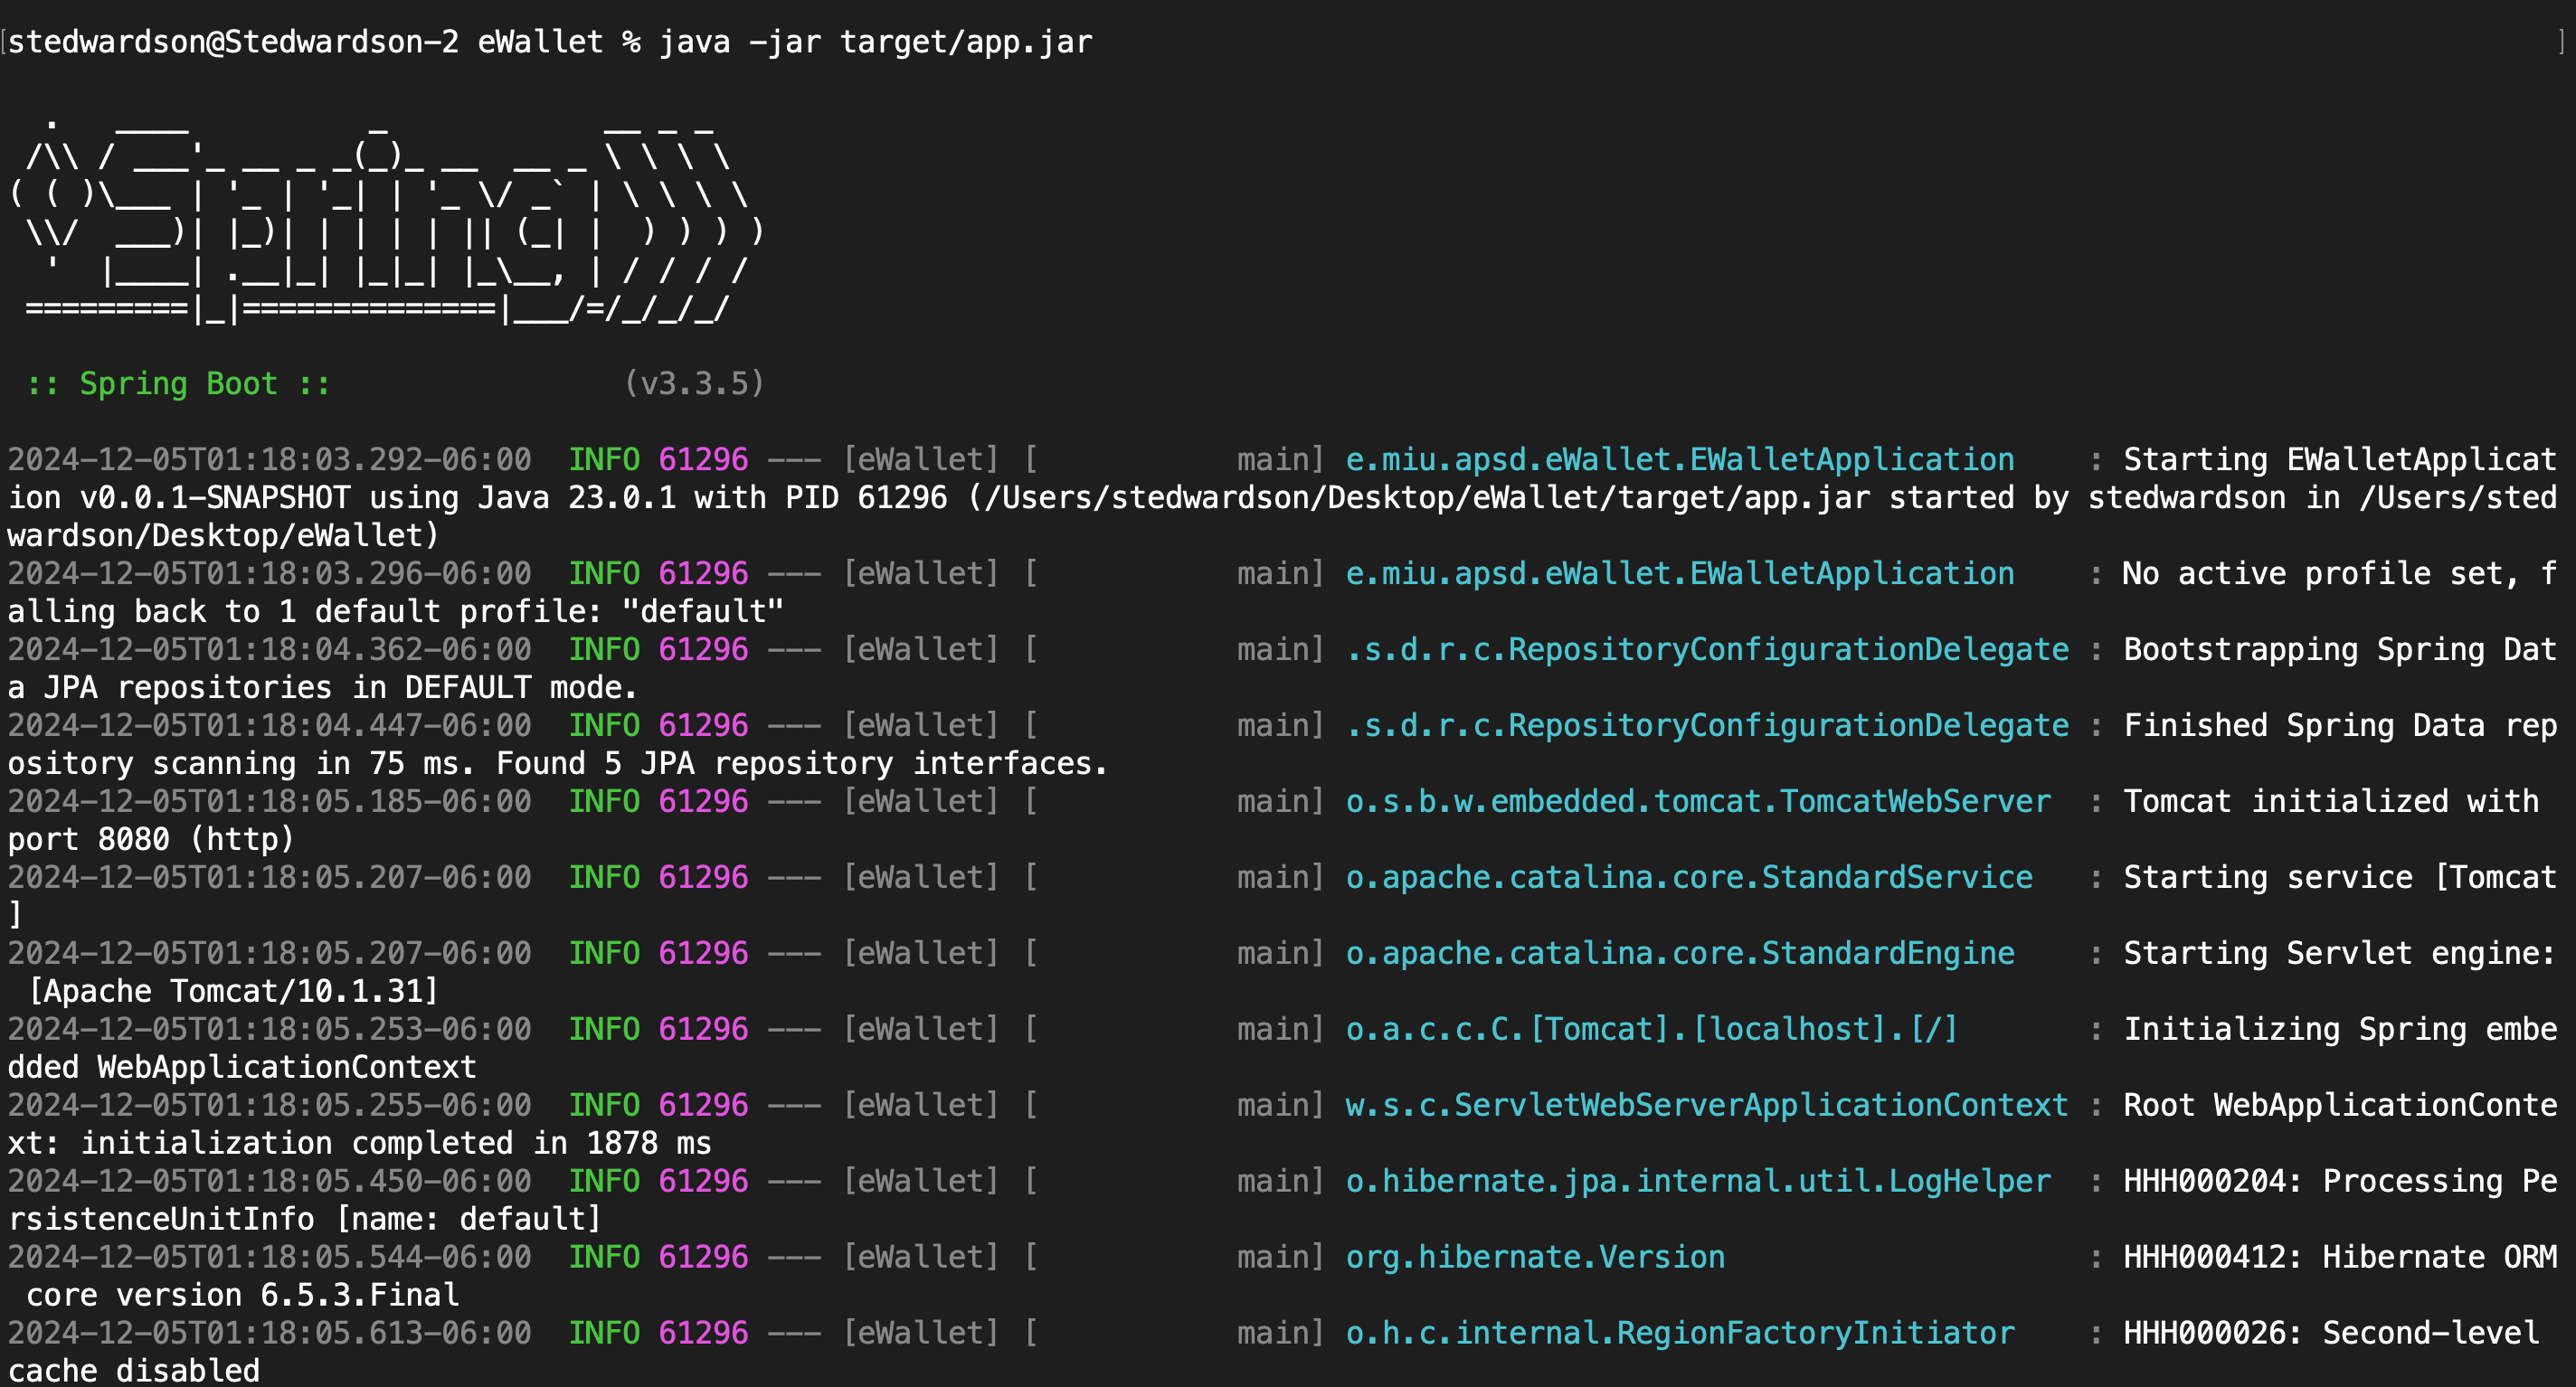 [stedwardson@Stedwardson-2 eWallet % java -jar target/app.jar ]
  .   ____          _            __ _ _
 /\\ / ___'_ __ _ _(_)_ __  __ _ \ \ \ \
( ( )\___ | '_ | '_| | '_ \/ _` | \ \ \ \
 \\/  ___)| |_)| | | | | || (_| |  ) ) ) )
  '  |____| .__|_| |_|_| |_\__, | / / / /
 =========|_|==============|___/=/_/_/_/
 :: Spring Boot ::                (v3.3.5)
2024-12-05T01:18:03.292-06:00  INFO 61296 --- [eWallet] [           main] e.miu.apsd.eWallet.EWalletApplication    : Starting EWalletApplicat
ion v0.0.1-SNAPSHOT using Java 23.0.1 with PID 61296 (/Users/stedwardson/Desktop/eWallet/target/app.jar started by stedwardson in /Users/sted
wardson/Desktop/eWallet)
2024-12-05T01:18:03.296-06:00  INFO 61296 --- [eWallet] [           main] e.miu.apsd.eWallet.EWalletApplication    : No active profile set, f
alling back to 1 default profile: "default"
2024-12-05T01:18:04.362-06:00  INFO 61296 --- [eWallet] [           main] .s.d.r.c.RepositoryConfigurationDelegate : Bootstrapping Spring Dat
a JPA repositories in DEFAULT mode.
2024-12-05T01:18:04.447-06:00  INFO 61296 --- [eWallet] [           main] .s.d.r.c.RepositoryConfigurationDelegate : Finished Spring Data rep
ository scanning in 75 ms. Found 5 JPA repository interfaces.
2024-12-05T01:18:05.185-06:00  INFO 61296 --- [eWallet] [           main] o.s.b.w.embedded.tomcat.TomcatWebServer  : Tomcat initialized with
port 8080 (http)
2024-12-05T01:18:05.207-06:00  INFO 61296 --- [eWallet] [           main] o.apache.catalina.core.StandardService   : Starting service [Tomcat
]
2024-12-05T01:18:05.207-06:00  INFO 61296 --- [eWallet] [           main] o.apache.catalina.core.StandardEngine    : Starting Servlet engine:
 [Apache Tomcat/10.1.31]
2024-12-05T01:18:05.253-06:00  INFO 61296 --- [eWallet] [           main] o.a.c.c.C.[Tomcat].[localhost].[/]       : Initializing Spring embe
dded WebApplicationContext
2024-12-05T01:18:05.255-06:00  INFO 61296 --- [eWallet] [           main] w.s.c.ServletWebServerApplicationContext : Root WebApplicationConte
xt: initialization completed in 1878 ms
2024-12-05T01:18:05.450-06:00  INFO 61296 --- [eWallet] [           main] o.hibernate.jpa.internal.util.LogHelper  : HHH000204: Processing Pe
rsistenceUnitInfo [name: default]
2024-12-05T01:18:05.544-06:00  INFO 61296 --- [eWallet] [           main] org.hibernate.Version                    : HHH000412: Hibernate ORM
 core version 6.5.3.Final
2024-12-05T01:18:05.613-06:00  INFO 61296 --- [eWallet] [           main] o.h.c.internal.RegionFactoryInitiator    : HHH000026: Second-level
cache disabled